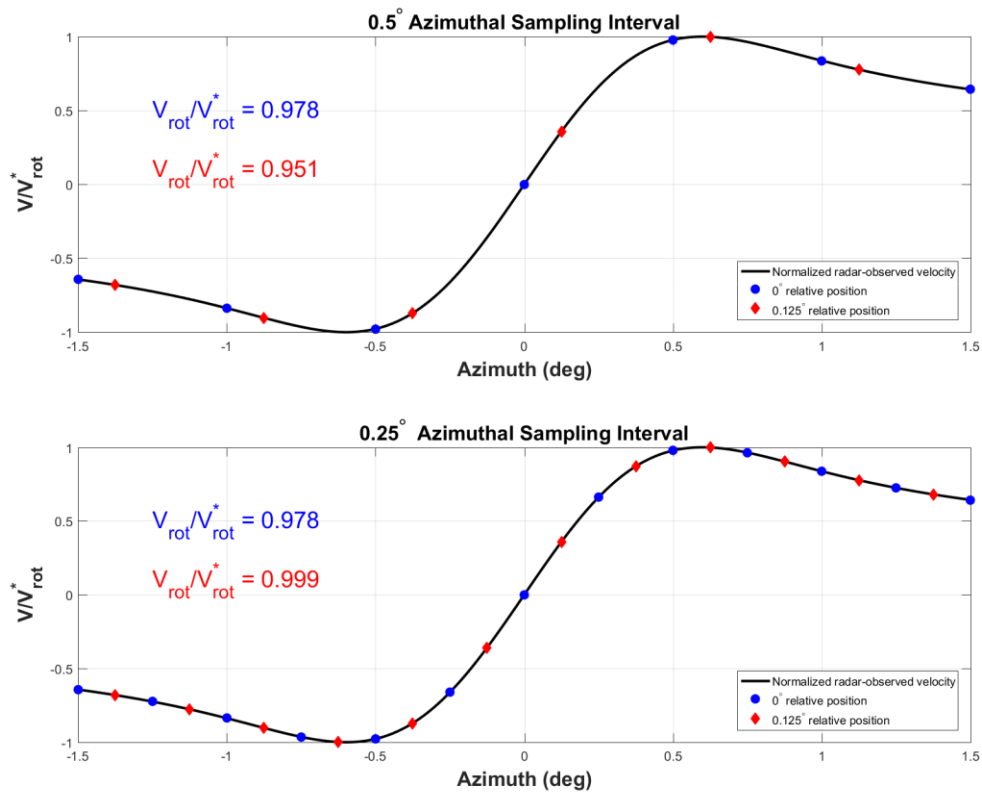 0.5° Azimuthal Sampling Interval
1
0.5
0
-0.5
-1
V/V*rot
Vrot/V*rot = 0.978
Vrot/V*rot = 0.951
Normalized radar-observed velocity
0° relative position
0.125° relative position
-1.5 -1 -0.5 0 0.5 1 1.5
Azimuth (deg)
0.25° Azimuthal Sampling Interval
1
0.5
0
-0.5
-1
V/V*rot
Vrot/V*rot = 0.978
Vrot/V*rot = 0.999
Normalized radar-observed velocity
0° relative position
0.125° relative position
-1.5 -1 -0.5 0 0.5 1 1.5
Azimuth (deg)